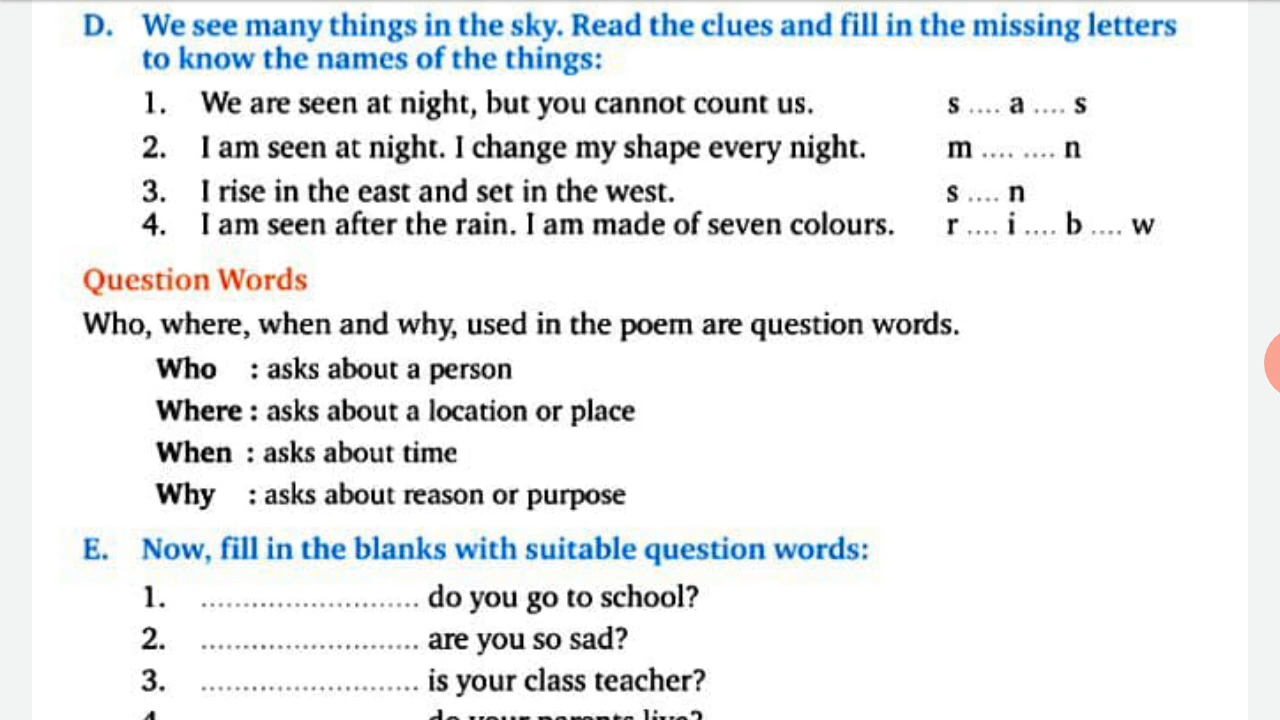 D. We see many things in the sky. Read the clues and fill in the missing letters
to know the names of the things:
1. We are seen at night, but you cannot count us. s .... a .... s
2. I am seen at night. I change my shape every night. m .... .... n
3. I rise in the east and set in the west. s .... n
4. I am seen after the rain. I am made of seven colours. r .... i .... b .... w
Question Words
Who, where, when and why, used in the poem are question words.
Who : asks about a person
Where : asks about a location or place
When : asks about time
Why : asks about reason or purpose
E. Now, fill in the blanks with suitable question words:
1. .......................... do you go to school?
2. .......................... are you so sad?
3. .......................... is your class teacher?
4. do your parents live?